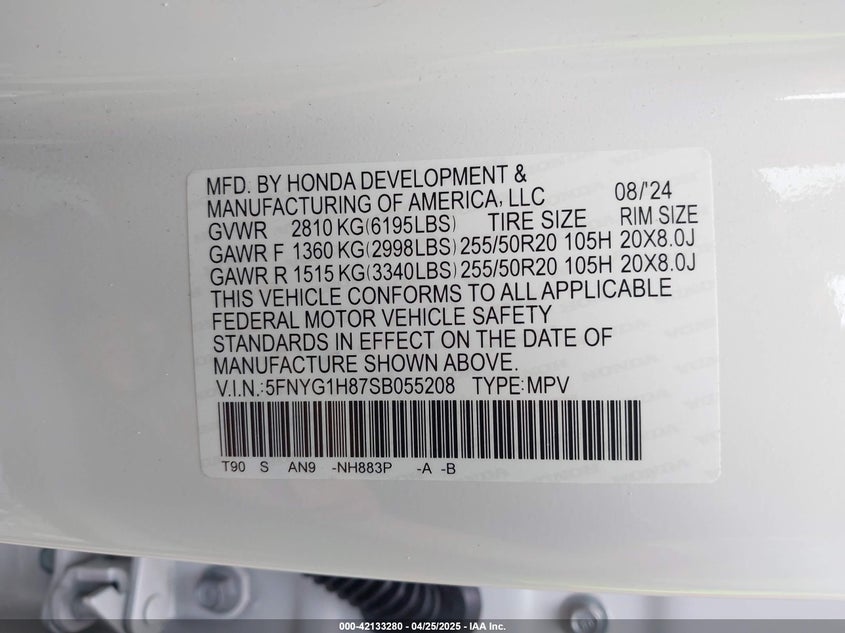 MFD. BY HONDA DEVELOPMENT &
MANUFACTURING OF AMERICA, LLC 08/'24
GVWR 2810 KG(6195LBS) TIRE SIZE RIM SIZE
GAWR F 1360 KG(2998LBS) 255/50R20 105H 20X8.0J
GAWR R 1515 KG(3340LBS) 255/50R20 105H 20X8.0J
THIS VEHICLE CONFORMS TO ALL APPLICABLE
FEDERAL MOTOR VEHICLE SAFETY
STANDARDS IN EFFECT ON THE DATE OF
MANUFACTURE SHOWN ABOVE.
V.I.N.:5FNYG1H87SB055208 TYPE:MPV
T90 S AN9 -NH883P -A -B
000-42133280 - 04/25/2025 - IAA Inc.